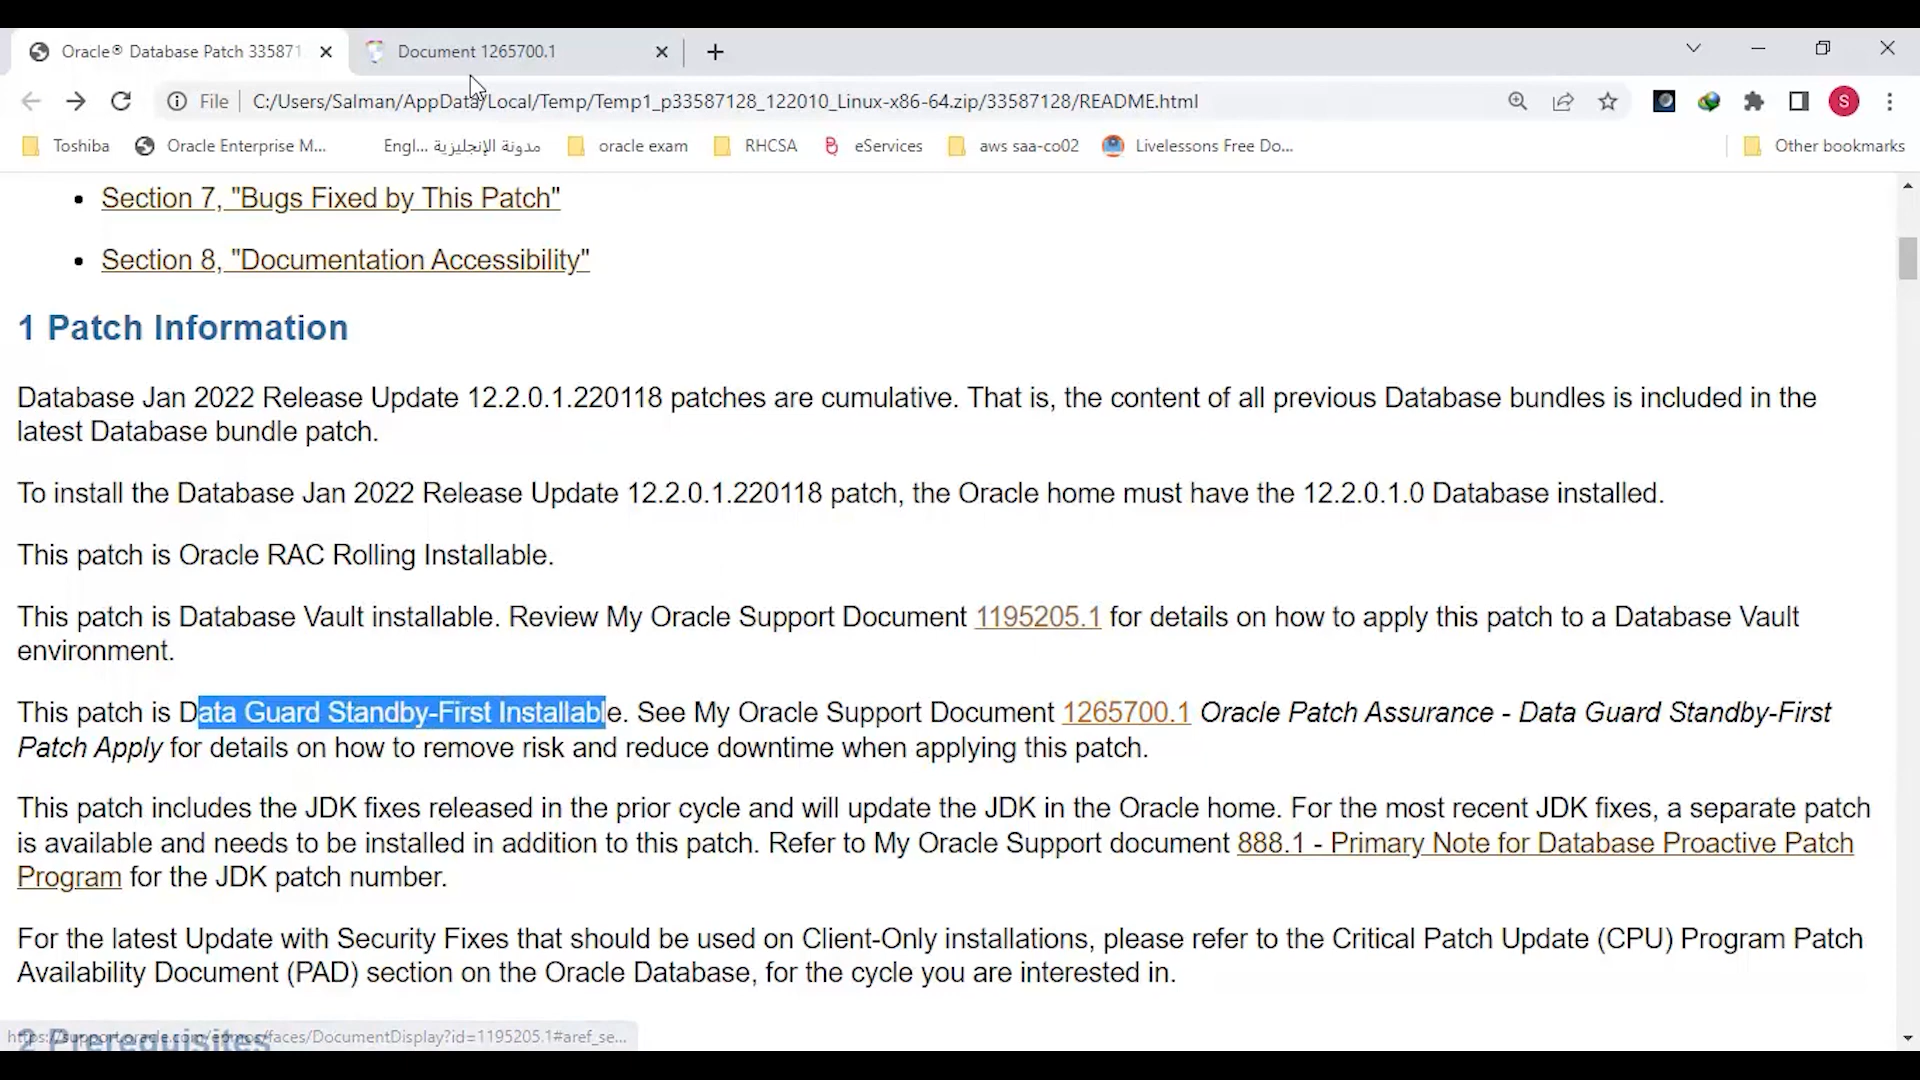 Oracle® Database Patch 335871
Document 1265700.1
File
C:/Users/Salman/AppData/Local/Temp/Temp1_p33587128_122010_Linux-x86-64.zip/33587128/README.html
S
Toshiba
Oracle Enterprise M...
Engl... مدونة الإنجليزية
oracle exam
RHCSA
eServices
aws saa-co02
Livelessons Free Do...
Other bookmarks
• Section 7, "Bugs Fixed by This Patch"
• Section 8, "Documentation Accessibility"
1 Patch Information
Database Jan 2022 Release Update 12.2.0.1.220118 patches are cumulative. That is, the content of all previous Database bundles is included in the
latest Database bundle patch.
To install the Database Jan 2022 Release Update 12.2.0.1.220118 patch, the Oracle home must have the 12.2.0.1.0 Database installed.
This patch is Oracle RAC Rolling Installable.
This patch is Database Vault installable. Review My Oracle Support Document 1195205.1 for details on how to apply this patch to a Database Vault
environment.
This patch is Data Guard Standby-First Installable. See My Oracle Support Document 1265700.1 Oracle Patch Assurance - Data Guard Standby-First
Patch Apply for details on how to remove risk and reduce downtime when applying this patch.
This patch includes the JDK fixes released in the prior cycle and will update the JDK in the Oracle home. For the most recent JDK fixes, a separate patch
is available and needs to be installed in addition to this patch. Refer to My Oracle Support document 888.1 - Primary Note for Database Proactive Patch
Program for the JDK patch number.
For the latest Update with Security Fixes that should be used on Client-Only installations, please refer to the Critical Patch Update (CPU) Program Patch
Availability Document (PAD) section on the Oracle Database, for the cycle you are interested in.
2 Prerequisites
https://support.oracle.com/epmos/faces/DocumentDisplay?id=1195205.1#aref_se...